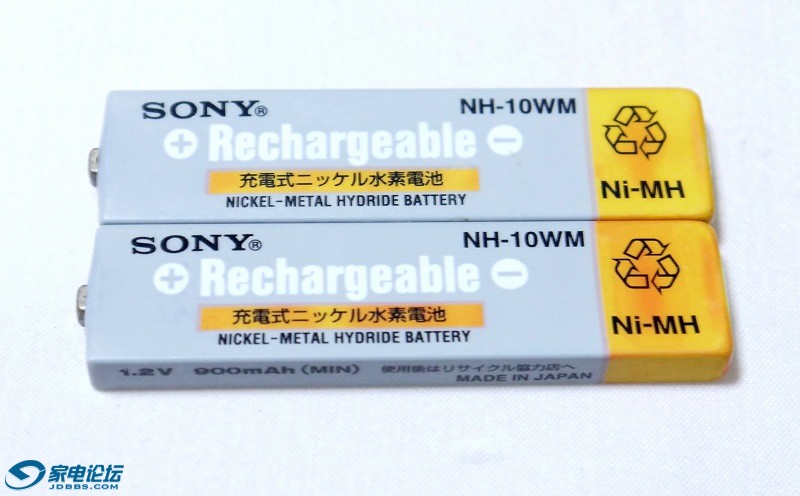 SONY® NH-10WM
+ Rechargeable -
充電式ニッケル水素電池
NICKEL-METAL HYDRIDE BATTERY
Ni-MH
SONY® NH-10WM
+ Rechargeable -
充電式ニッケル水素電池
NICKEL-METAL HYDRIDE BATTERY
Ni-MH
1.2V 900mAh (MIN) 使用後はリサイクル協力店へ
MADE IN JAPAN
家电论坛
JDBBS.COM